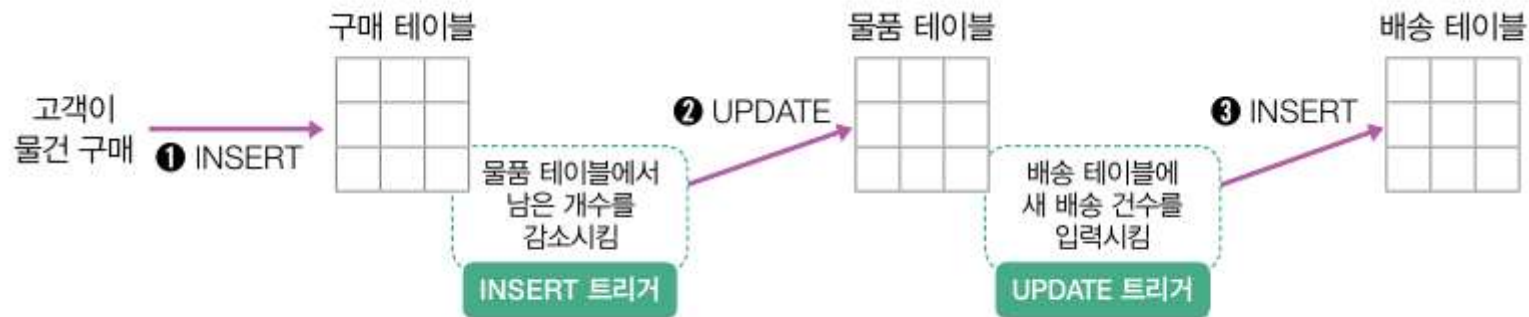 구매 테이블
물품 테이블
배송 테이블
고객이
물건 구매
❶ INSERT
❷ UPDATE
❸ INSERT
물품 테이블에서
남은 개수를
감소시킴
INSERT 트리거
배송 테이블에
새 배송 건수를
입력시킴
UPDATE 트리거